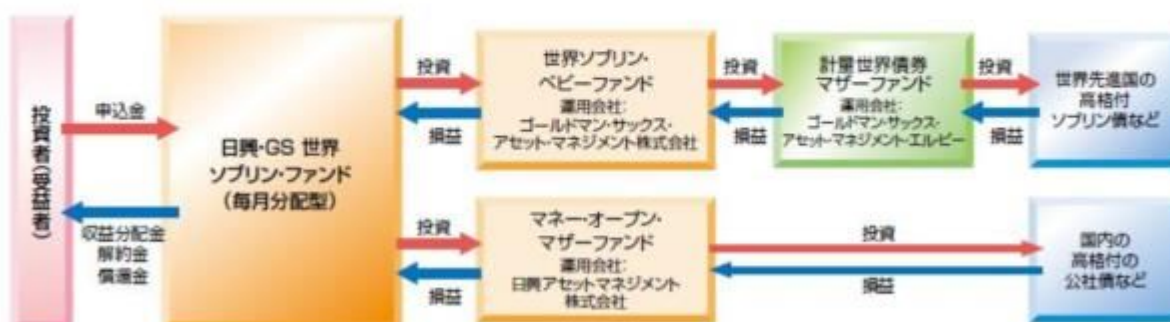 投資者(受益者)
申込金
収益分配金
解約金
償還金
日興・GS 世界
ソブリン・ファンド
(毎月分配型)
投資
損益
世界ソブリン・
ベビーファンド
運用会社:
ゴールドマン・サックス・
アセット・マネジメント株式会社
投資
損益
計量世界債券
マザーファンド
運用会社:
ゴールドマン・サックス・
アセット・マネジメント・エルピー
投資
損益
世界先進国の
高格付
ソブリン債など
投資
損益
マネー・オープン・
マザーファンド
運用会社:
日興アセットマネジメント
株式会社
投資
損益
国内の
高格付の
公社債など